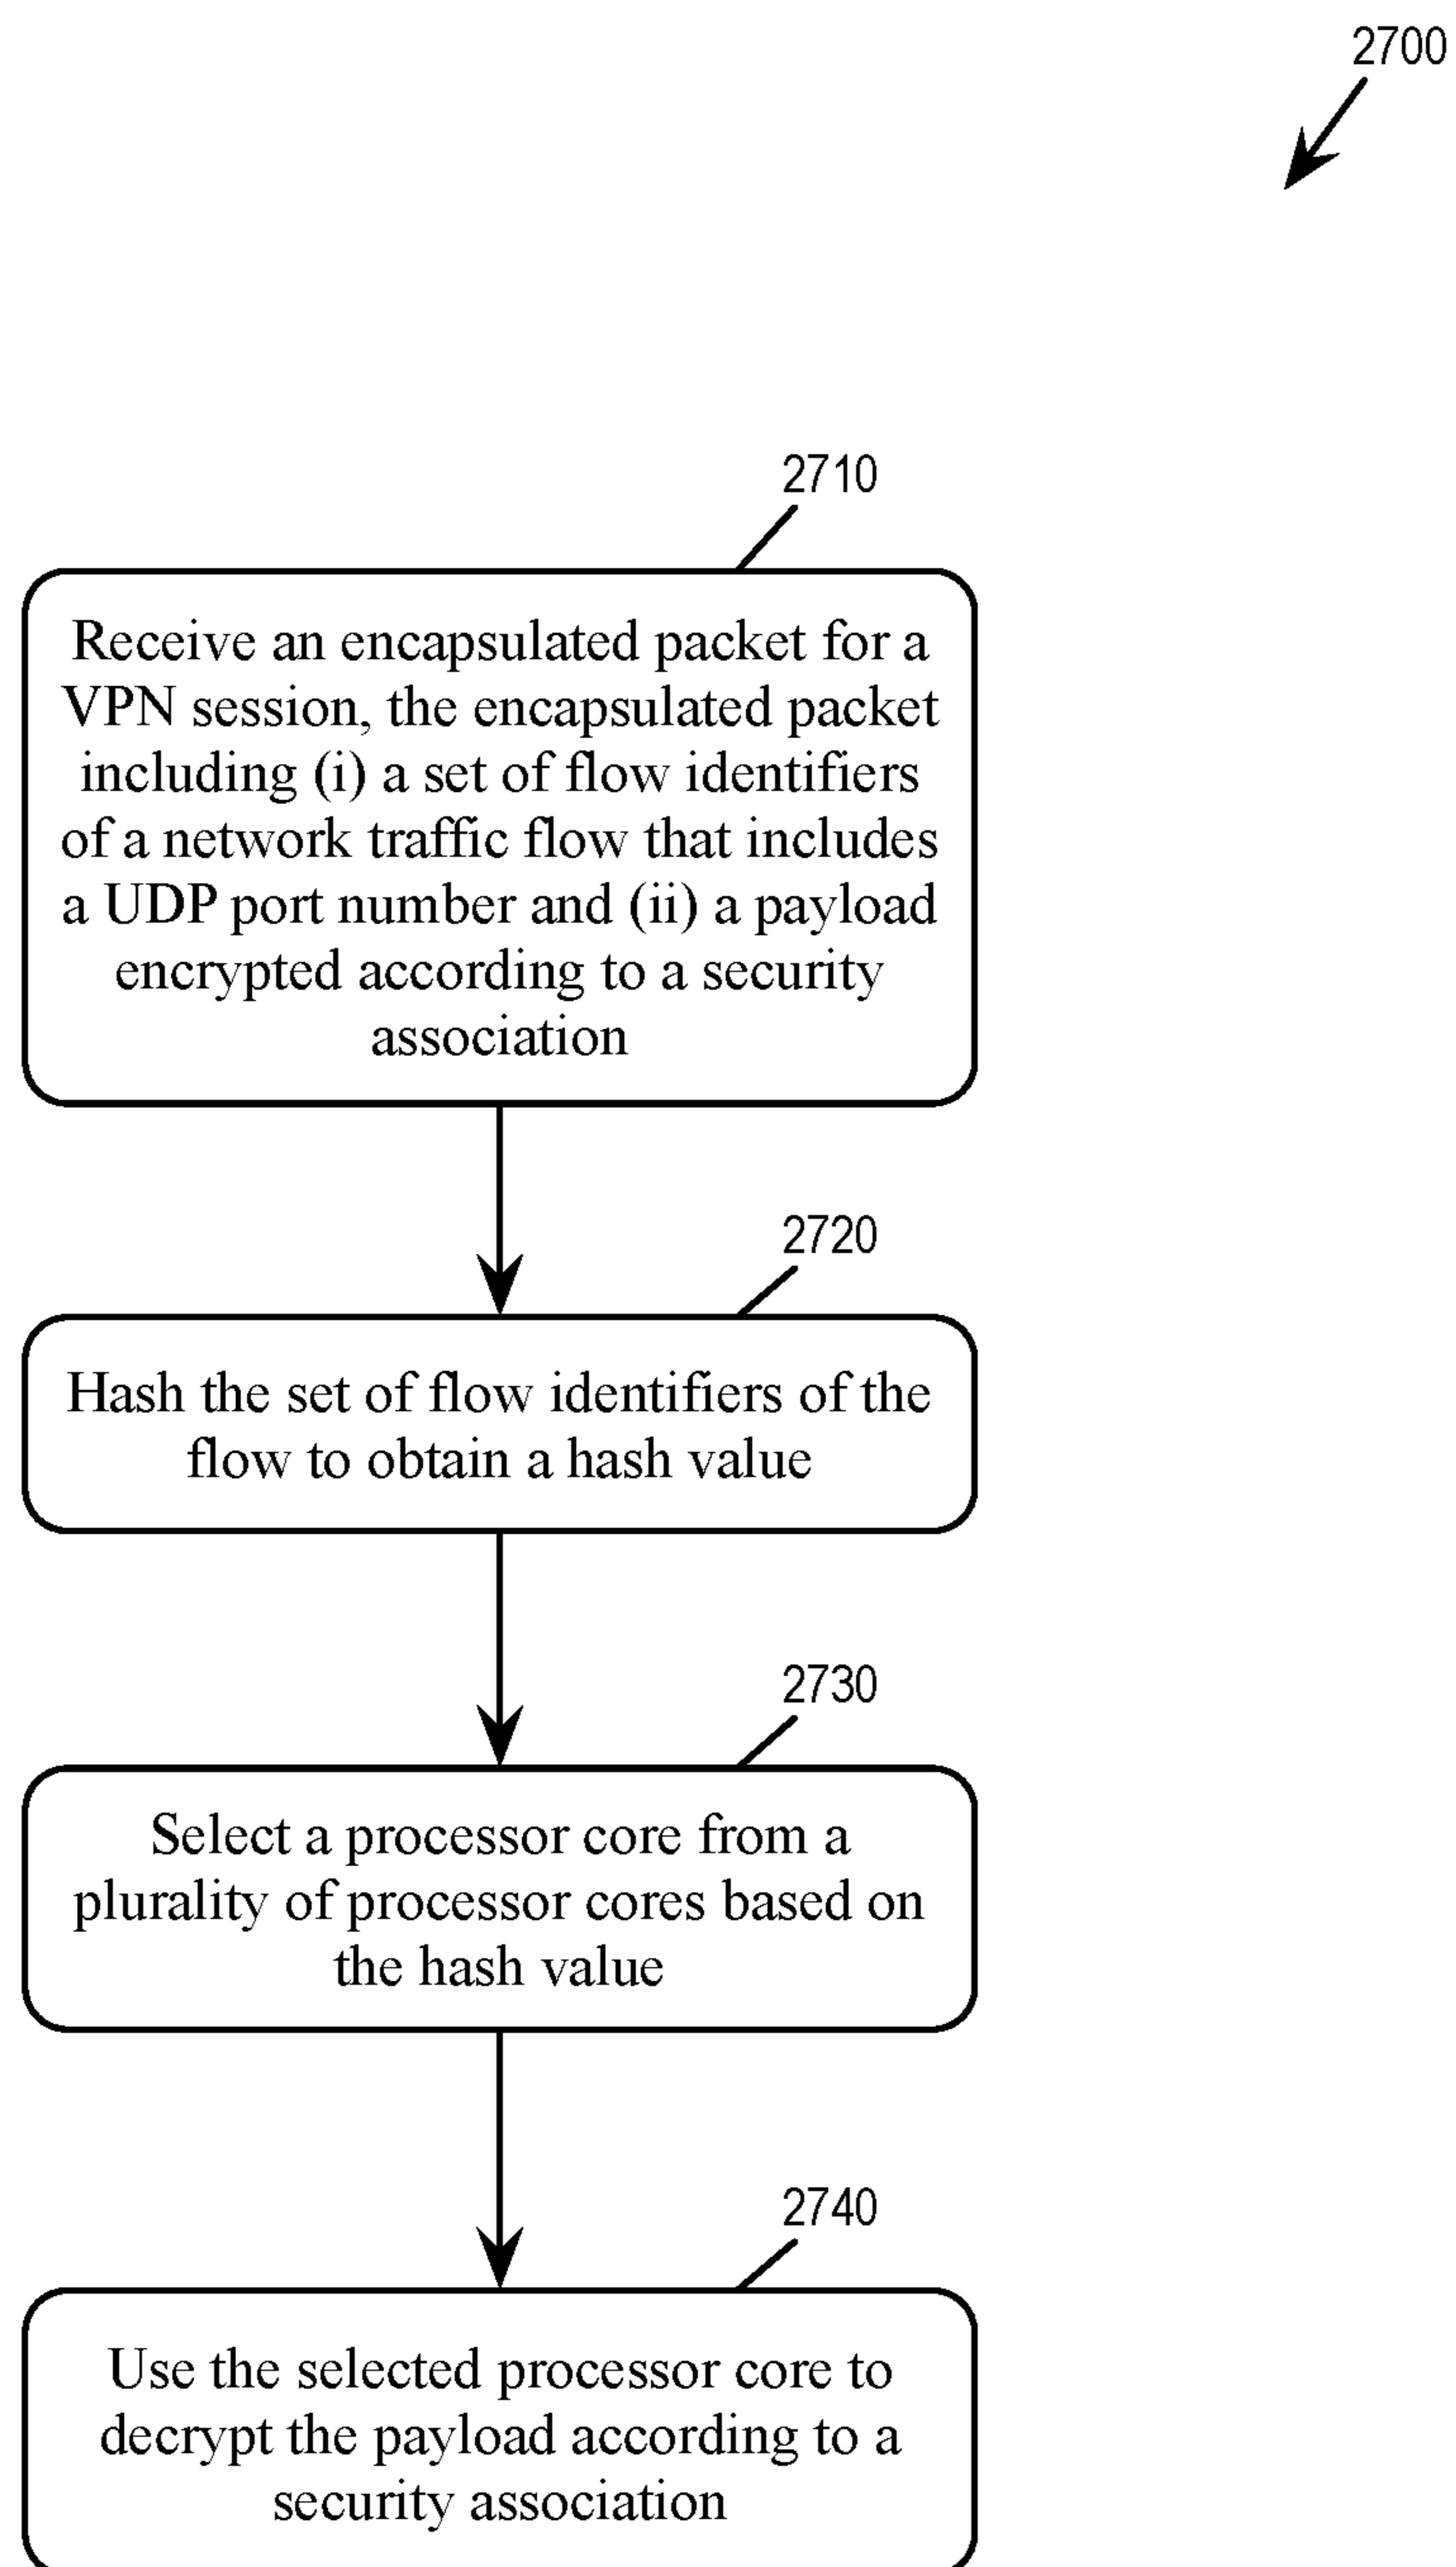 2700
2710
Receive an encapsulated packet for a
VPN session, the encapsulated packet
including (i) a set of flow identifiers
of a network traffic flow that includes
a UDP port number and (ii) a payload
encrypted according to a security
association
2720
Hash the set of flow identifiers of the
flow to obtain a hash value
2730
Select a processor core from a
plurality of processor cores based on
the hash value
2740
Use the selected processor core to
decrypt the payload according to a
security association